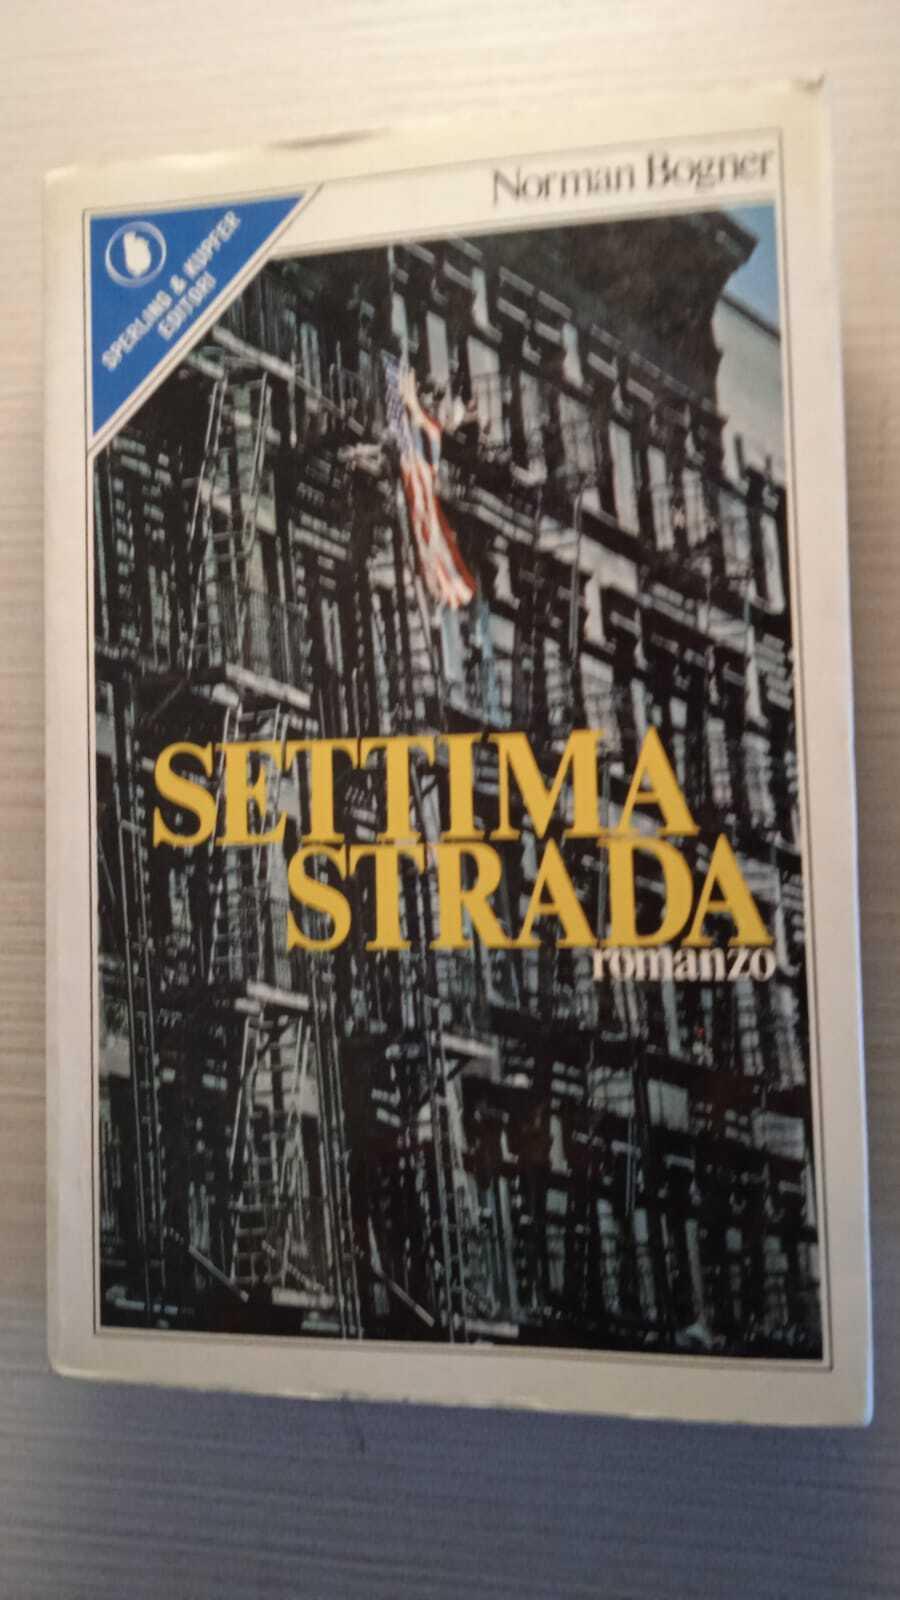 Norman Bogner
SPERLING & KUPFER
EDITORI
SETTIMA
STRADA
romanzo